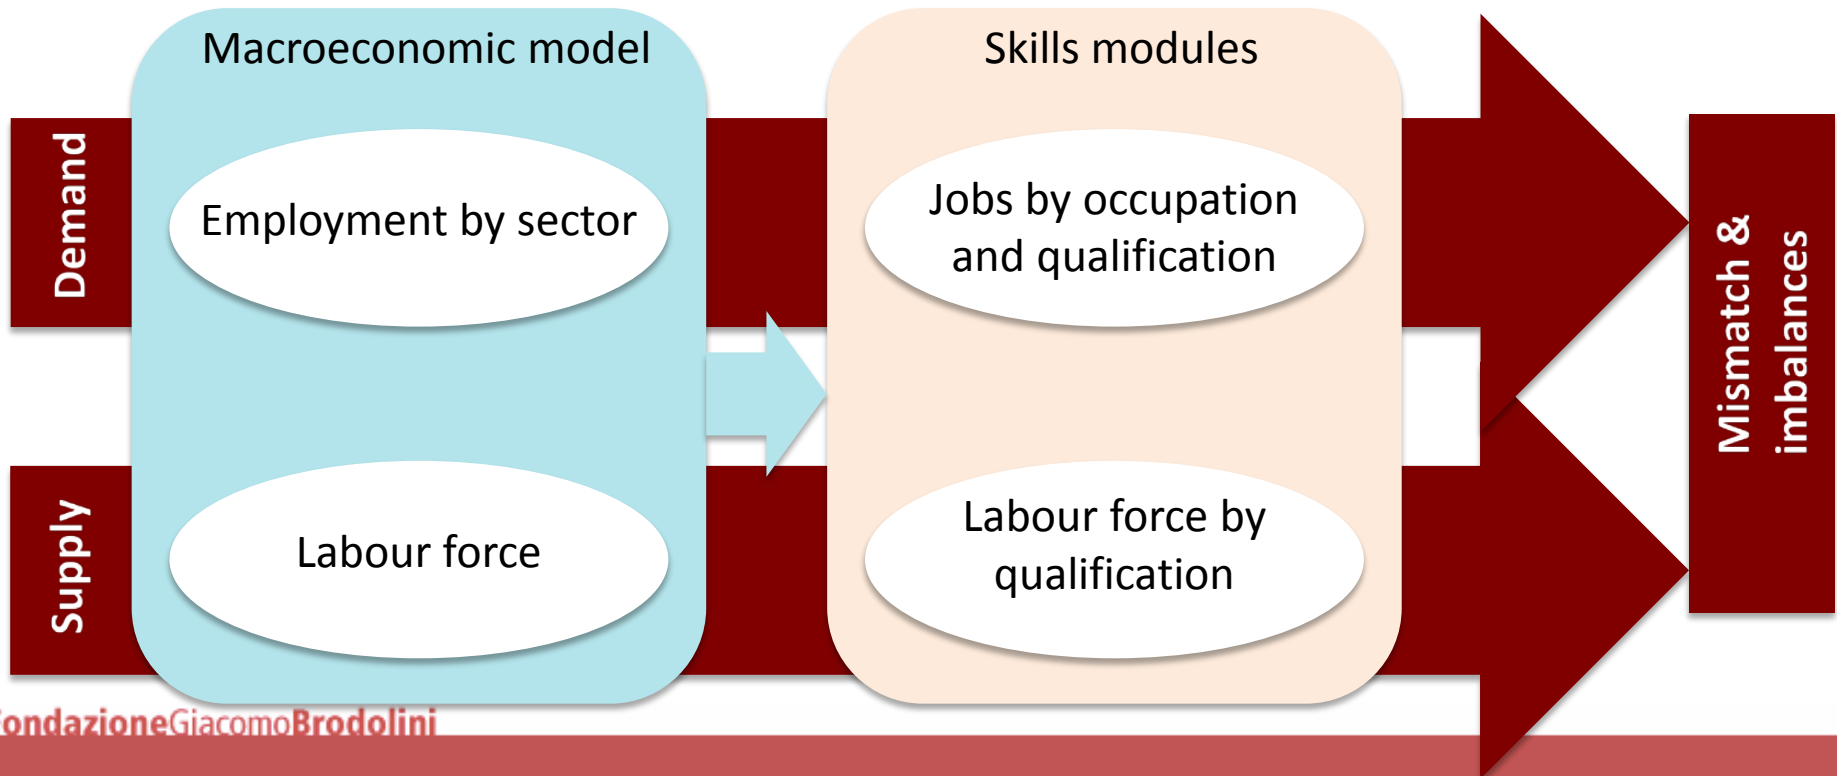 Macroeconomic model
Skills modules
Demand
Employment by sector
Jobs by occupation
and qualification
Mismatch &
imbalances
Supply
Labour force
Labour force by
qualification
FondazioneGiacomoBrodolini